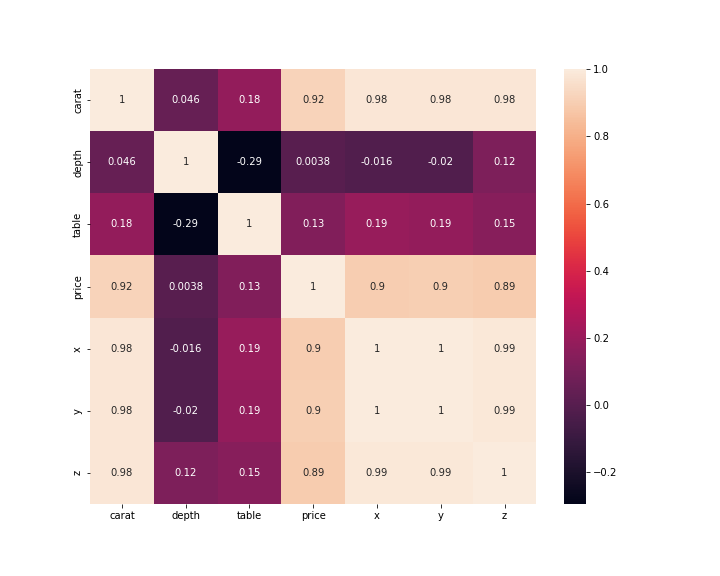 carat 1 0.046 0.18 0.92 0.98 0.98 0.98
depth 0.046 1 -0.29 0.0038 -0.016 -0.02 0.12
table 0.18 -0.29 1 0.13 0.19 0.19 0.15
price 0.92 0.0038 0.13 1 0.9 0.9 0.89
x 0.98 -0.016 0.19 0.9 1 1 0.99
y 0.98 -0.02 0.19 0.9 1 1 0.99
z 0.98 0.12 0.15 0.89 0.99 0.99 1
carat depth table price x y z
1.0
0.8
0.6
0.4
0.2
0.0
−0.2